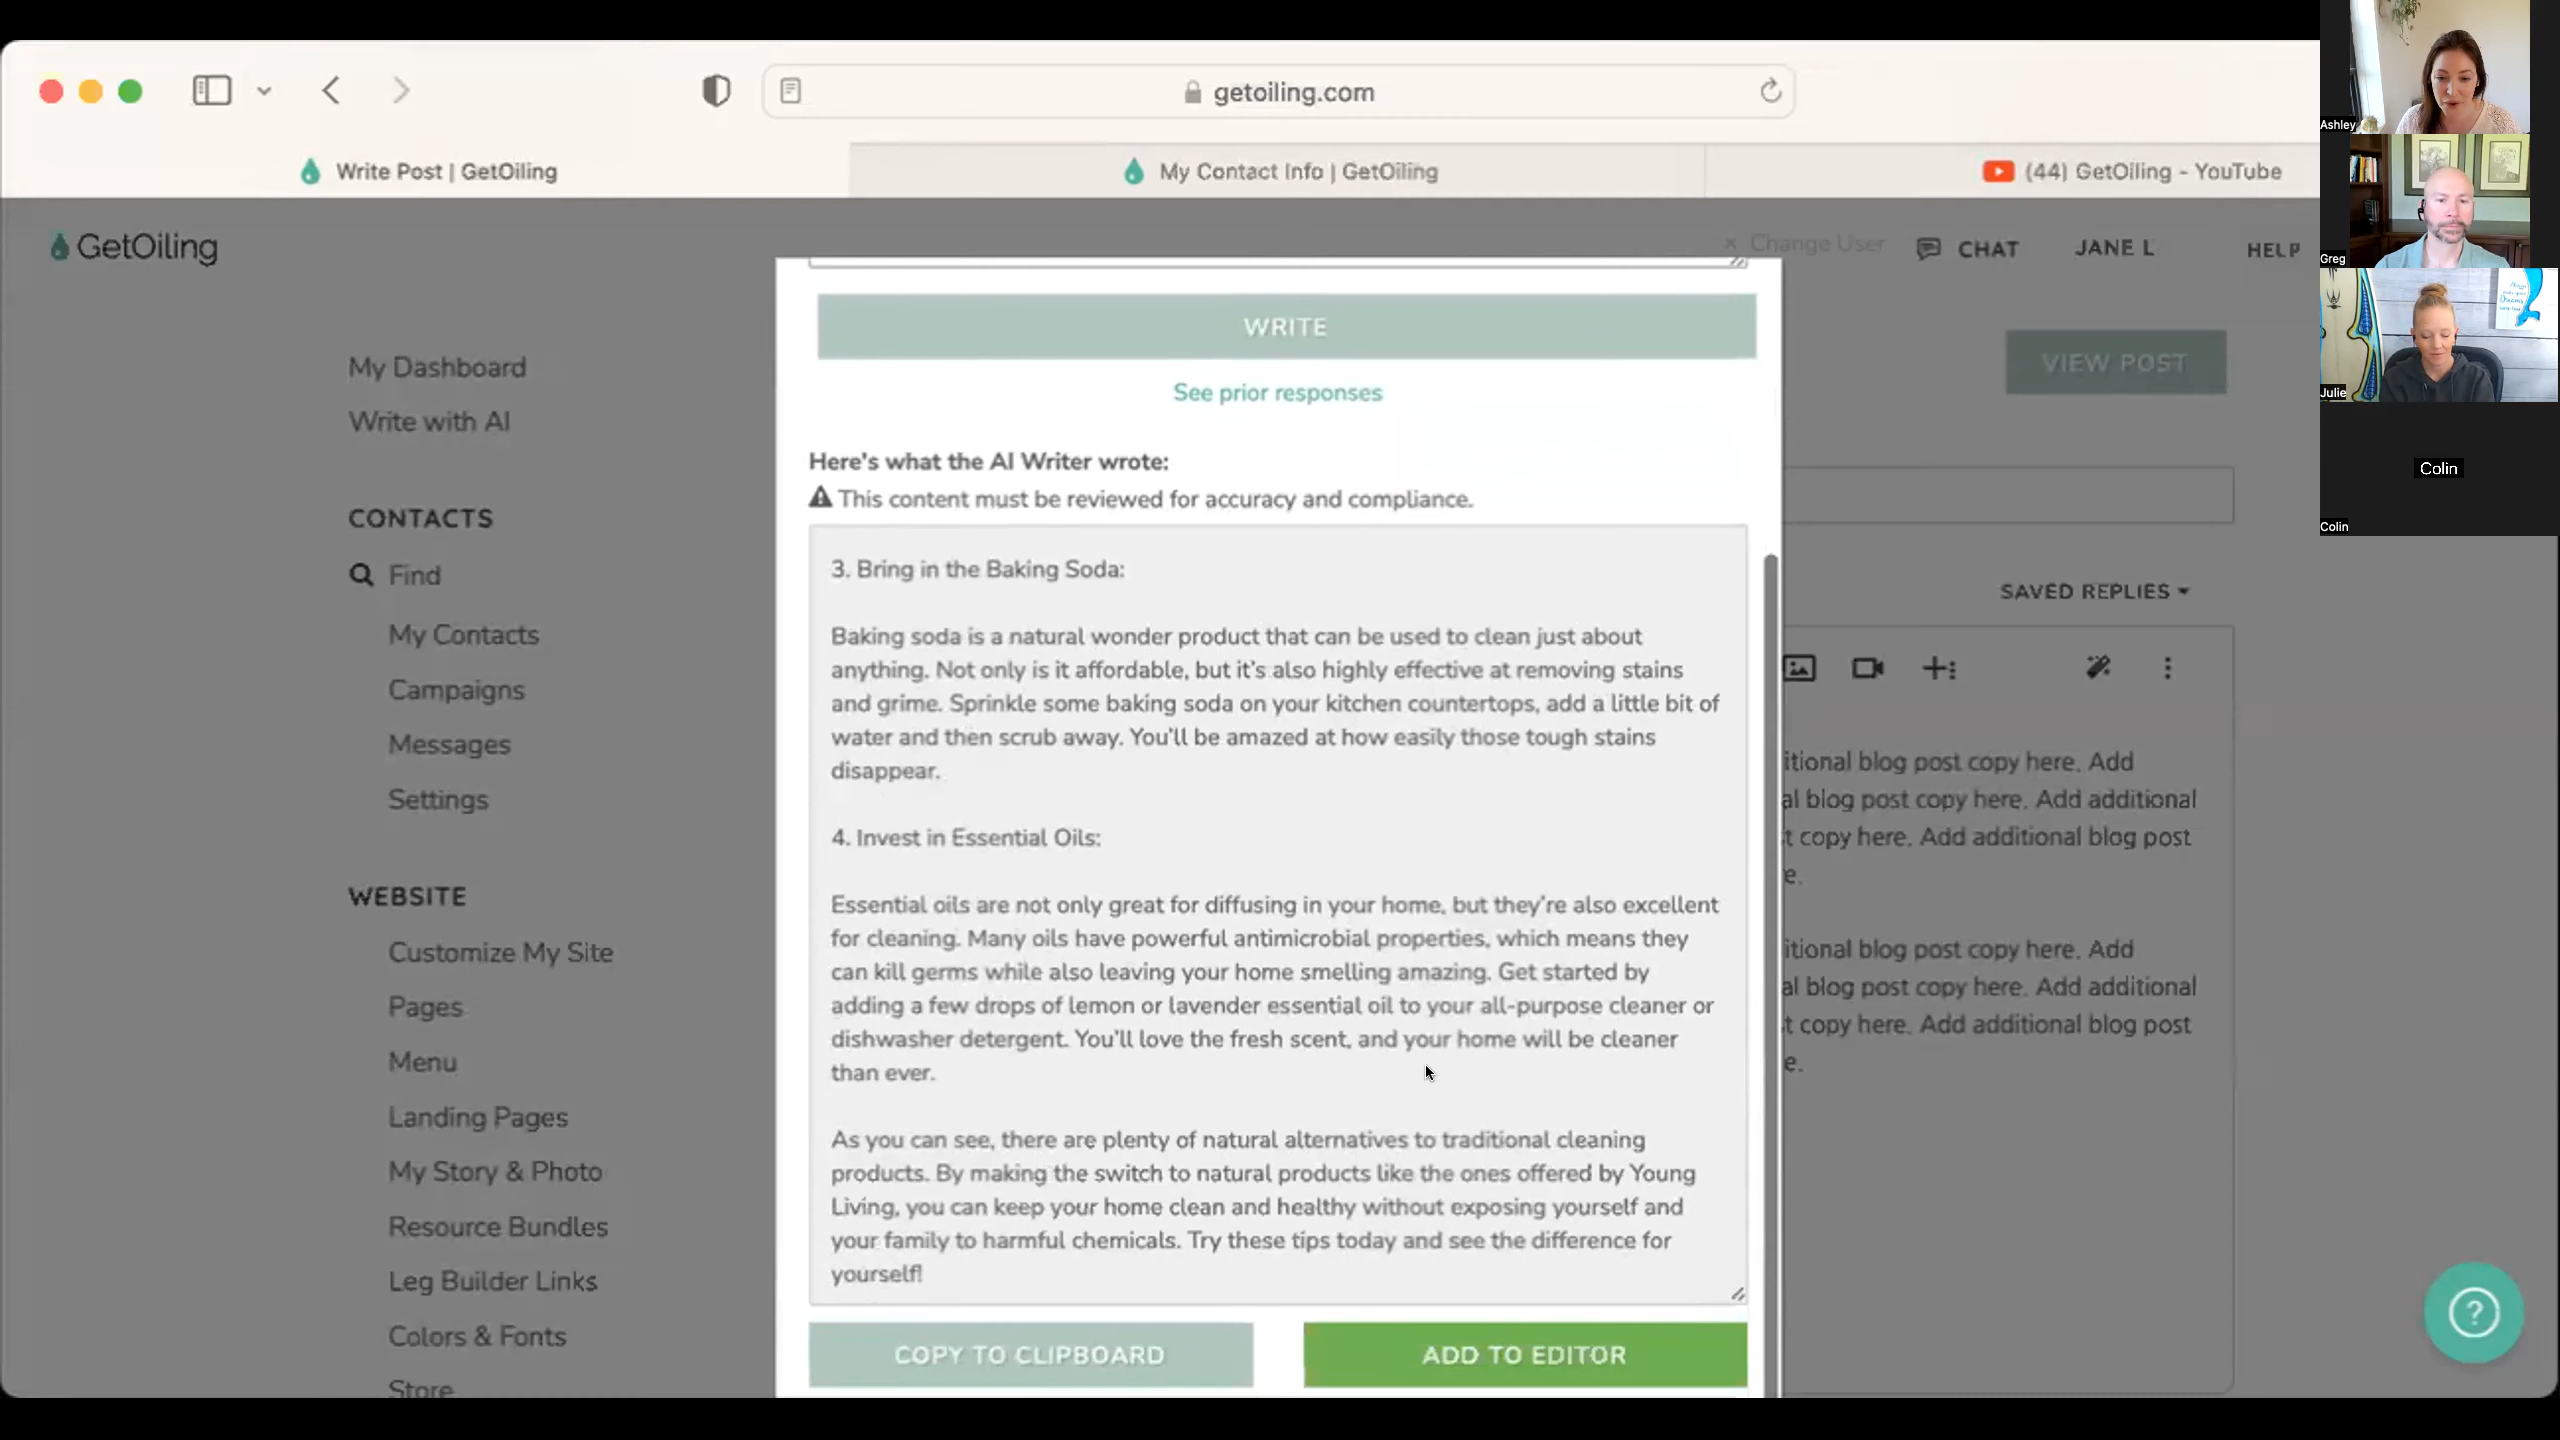 getoiling.com
Write Post | GetOiling
My Contact Info | GetOiling
(44) GetOiling - YouTube
GetOiling
× Change User
CHAT
JANE L
HELP
My Dashboard
Write with AI
CONTACTS
Find
My Contacts
Campaigns
Messages
Settings
WEBSITE
Customize My Site
Pages
Menu
Landing Pages
My Story & Photo
Resource Bundles
Leg Builder Links
Colors & Fonts
Store
WRITE
See prior responses
Here's what the AI Writer wrote:
This content must be reviewed for accuracy and compliance.
3. Bring in the Baking Soda:
Baking soda is a natural wonder product that can be used to clean just about
anything. Not only is it affordable, but it's also highly effective at removing stains
and grime. Sprinkle some baking soda on your kitchen countertops, add a little bit of
water and then scrub away. You'll be amazed at how easily those tough stains
disappear.
4. Invest in Essential Oils:
Essential oils are not only great for diffusing in your home, but they're also excellent
for cleaning. Many oils have powerful antimicrobial properties, which means they
can kill germs while also leaving your home smelling amazing. Get started by
adding a few drops of lemon or lavender essential oil to your all-purpose cleaner or
dishwasher detergent. You'll love the fresh scent, and your home will be cleaner
than ever.
As you can see, there are plenty of natural alternatives to traditional cleaning
products. By making the switch to natural products like the ones offered by Young
Living, you can keep your home clean and healthy without exposing yourself and
your family to harmful chemicals. Try these tips today and see the difference for
yourself!
COPY TO CLIPBOARD
ADD TO EDITOR
VIEW POST
SAVED REPLIES
itional blog post copy here. Add
al blog post copy here. Add additional
t copy here. Add additional blog post
e.
itional blog post copy here. Add
al blog post copy here. Add additional
t copy here. Add additional blog post
e.
Ashley
Greg
Julie
Colin
Colin